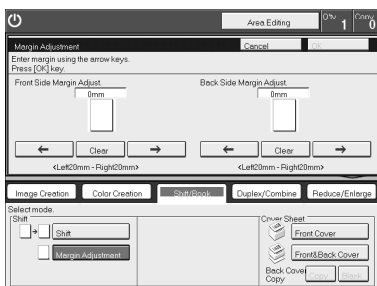 Area Editing Q'ty 1 Copy 0
Margin Adjustment Cancel OK
Enter margin using the arrow keys.
Press [OK] key.
Front Side Margin Adjust. Back Side Margin Adjust.
0mm 0mm
← Clear → ← Clear →
<Left20mm - Right20mm> <Left20mm - Right20mm>
Image Creation Color Creation Shift/Book Duplex/Combine Reduce/Enlarge
Select mode.
Shift Cover Sheet
Shift Front Cover
Margin Adjustment Front&Back Cover
Back Cover
Copy Copy Blank